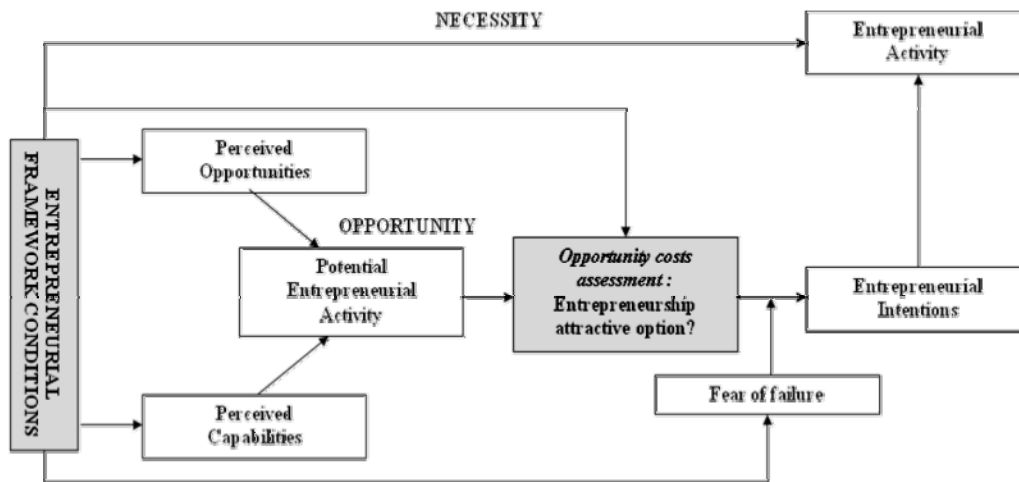 NECESSITY
Entrepreneurial
Activity
ENTREPRENEURIAL
FRAMEWORK CONDITIONS
Perceived
Opportunities
OPPORTUNITY
Potential
Entrepreneurial
Activity
Opportunity costs
assessment :
Entrepreneurship
attractive option?
Entrepreneurial
Intentions
Fear of failure
Perceived
Capabilities